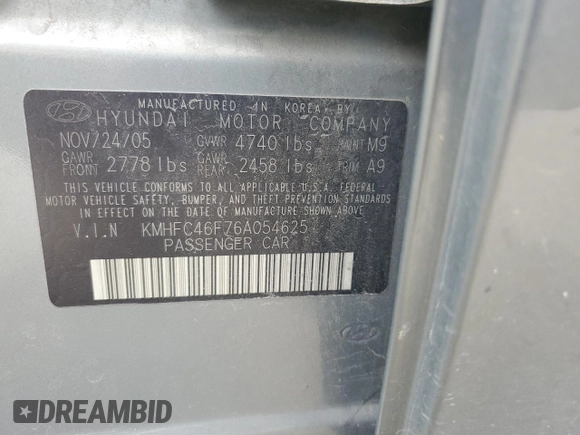 MANUFACTURED IN KOREA BY
HYUNDAI MOTOR COMPANY
NOV/24/05 GVWR 4740 lbs PAINT M9
GAWR FRONT 2778 lbs GAWR REAR 2458 lbs TRIM A9
THIS VEHICLE CONFORMS TO ALL APPLICABLE U.S.A. FEDERAL
MOTOR VEHICLE SAFETY, BUMPER, AND THEFT PREVENTION STANDARDS
IN EFFECT ON THE DATE OF MANUFACTURE SHOWN ABOVE.
V.I.N KMHFC46F76A054625
PASSENGER CAR
DREAMBID